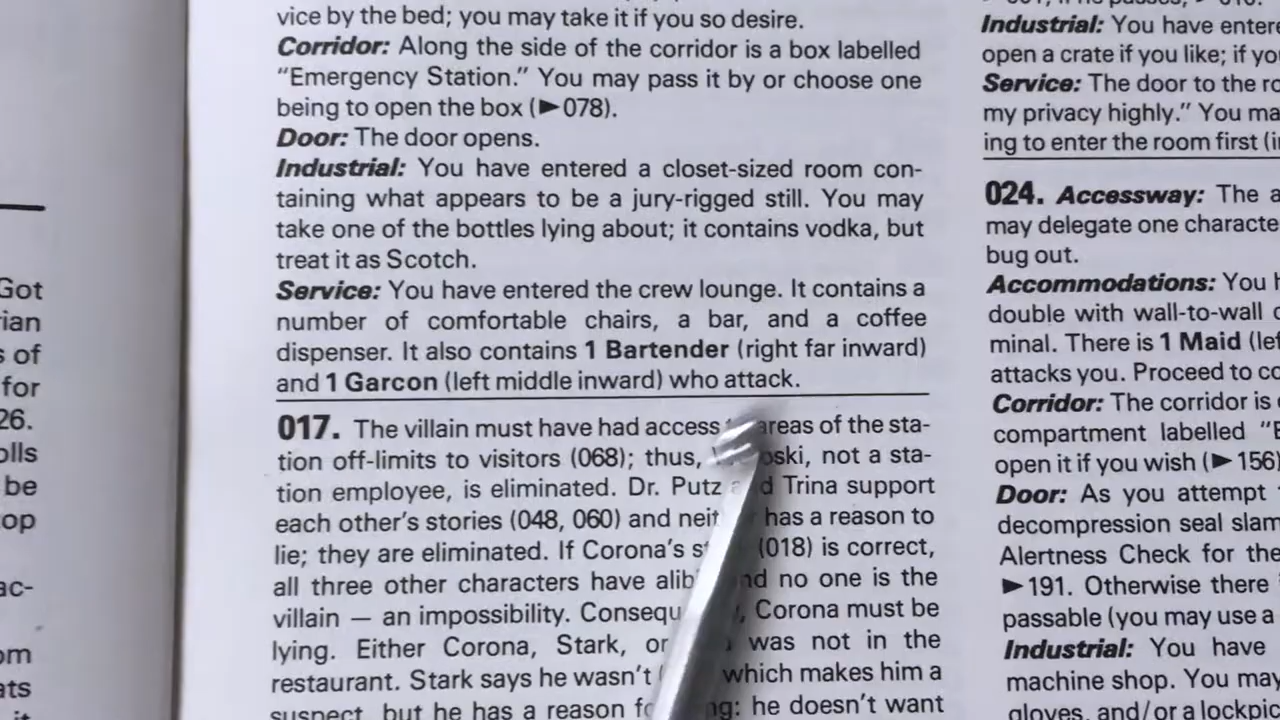 Got
ian
s of
for
26.
olls
be
op
ac-
om
ats
it
vice by the bed; you may take it if you so desire.
Corridor: Along the side of the corridor is a box labelled
"Emergency Station." You may pass it by or choose one
being to open the box (►078).
Door: The door opens.
Industrial: You have entered a closet-sized room con-
taining what appears to be a jury-rigged still. You may
take one of the bottles lying about; it contains vodka, but
treat it as Scotch.
Service: You have entered the crew lounge. It contains a
number of comfortable chairs, a bar, and a coffee
dispenser. It also contains 1 Bartender (right far inward)
and 1 Garcon (left middle inward) who attack.
017. The villain must have had access areas of the sta-
tion off-limits to visitors (068); thus, oski, not a sta-
tion employee, is eliminated. Dr. Putz d Trina support
each other's stories (048, 060) and neit has a reason to
lie; they are eliminated. If Corona's s (018) is correct,
all three other characters have alib nd no one is the
villain — an impossibility. Consequ , Corona must be
lying. Either Corona, Stark, or was not in the
restaurant. Stark says he wasn't which makes him a
suspect, but he has a reason fo ng: he doesn't want
Industrial: You have entere
open a crate if you like; if yo
Service: The door to the ro
my privacy highly." You ma
ing to enter the room first (i
024. Accessway: The a
may delegate one characte
bug out.
Accommodations: You h
double with wall-to-wall c
minal. There is 1 Maid (lef
attacks you. Proceed to co
Corridor: The corridor is
compartment labelled "E
open it if you wish (►156)
Door: As you attempt
decompression seal slam
Alertness Check for the
►191. Otherwise there
passable (you may use a
Industrial: You have
machine shop. You may
gloves, and/or a lockpic